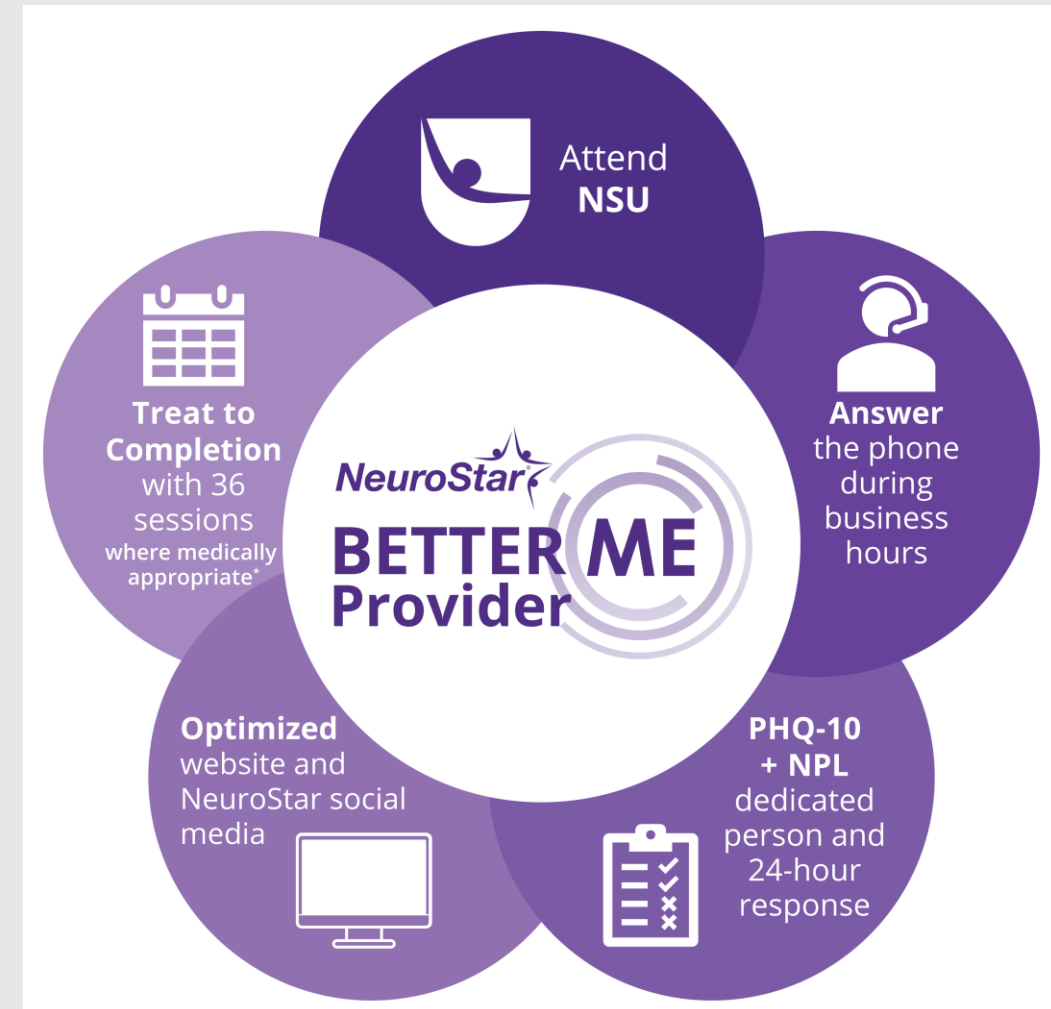 Attend
NSU
Answer
the phone
during
business
hours
PHQ-10
+ NPL
dedicated
person and
24-hour
response
Optimized
website and
NeuroStar social
media
Treat to
Completion
with 36
sessions
where medically
appropriate*
NeuroStar®
BETTER ME
Provider